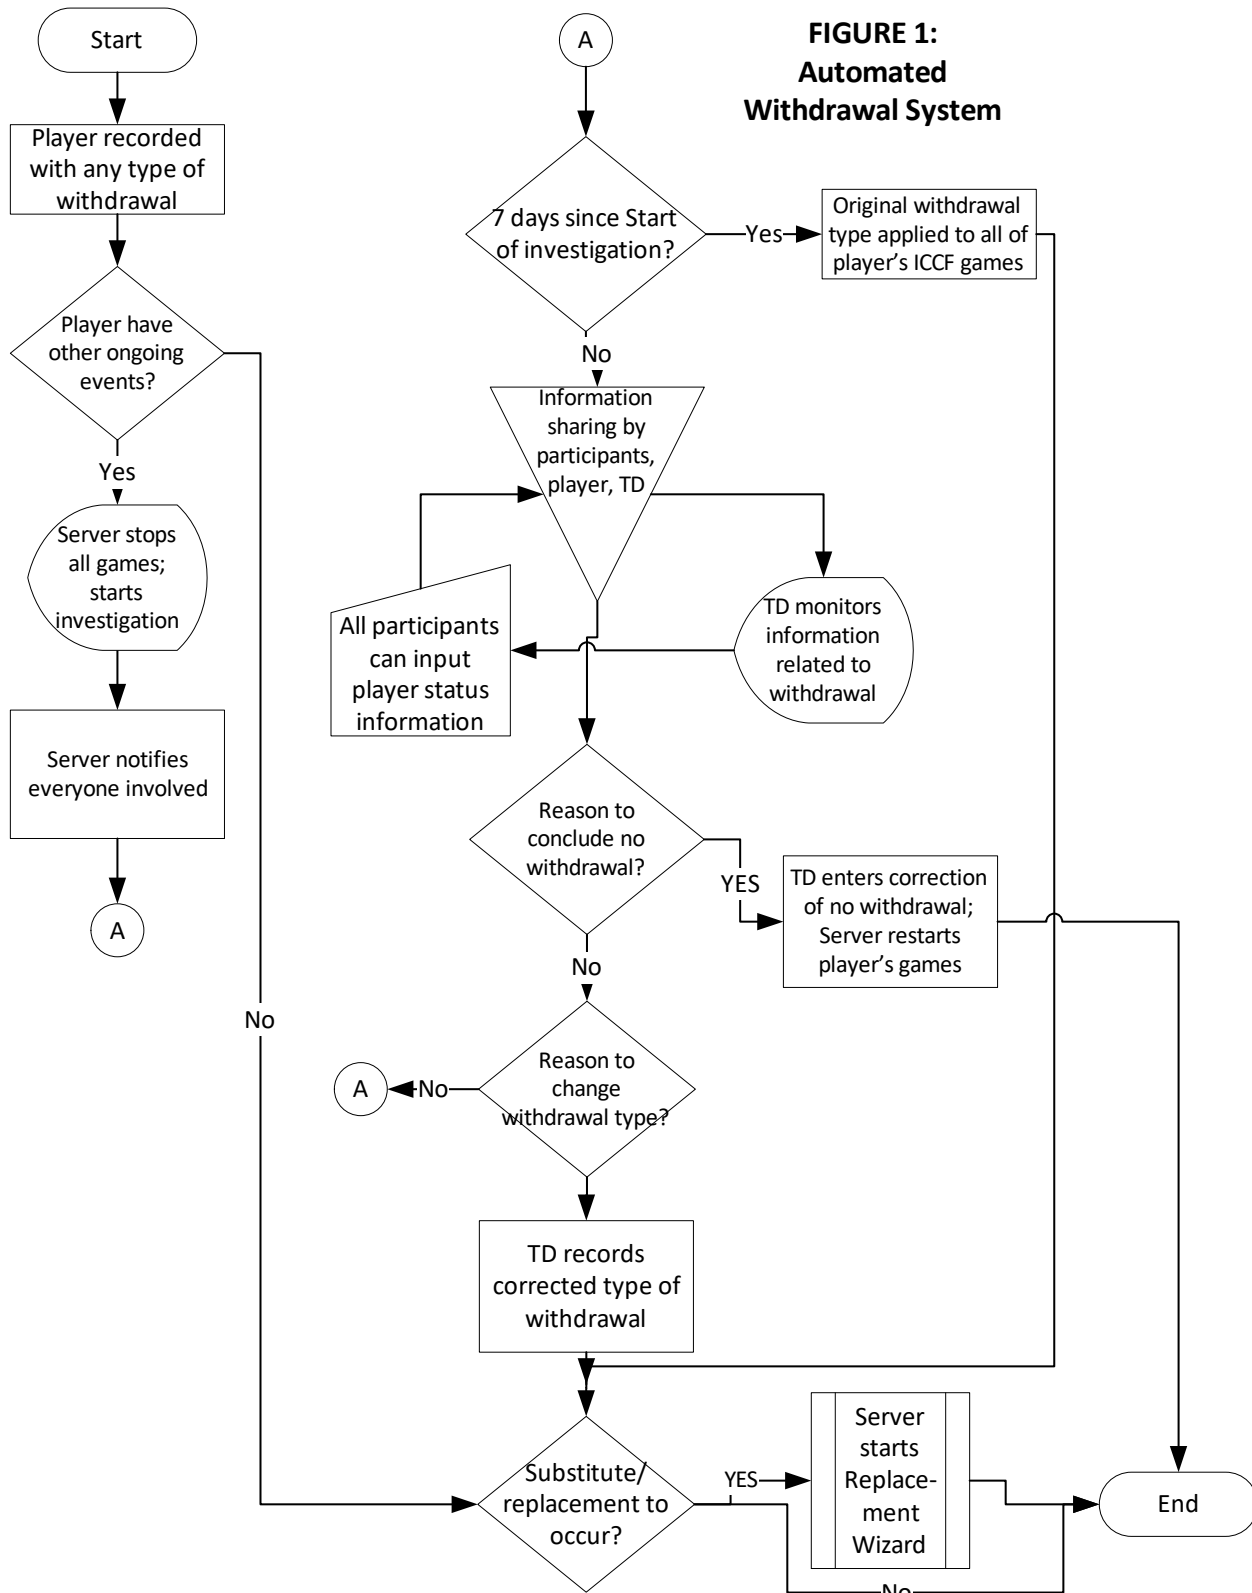 FIGURE 1:
Automated
Withdrawal System
Start
Player recorded
with any type of
withdrawal
Player have
other ongoing
events?
Yes
Server stops
all games;
starts
investigation
Server notifies
everyone involved
A
No
A
7 days since Start
of investigation?
Yes
Original withdrawal
type applied to all of
player’s ICCF games
No
Information
sharing by
participants,
player, TD
TD monitors
information
related to
withdrawal
All participants
can input
player status
information
Reason to
conclude no
withdrawal?
YES
TD enters correction
of no withdrawal;
Server restarts
player’s games
No
Reason to
change
withdrawal type?
No
A
TD records
corrected type of
withdrawal
Substitute/
replacement to
occur?
YES
Server
starts
Replace-
ment
Wizard
No
End